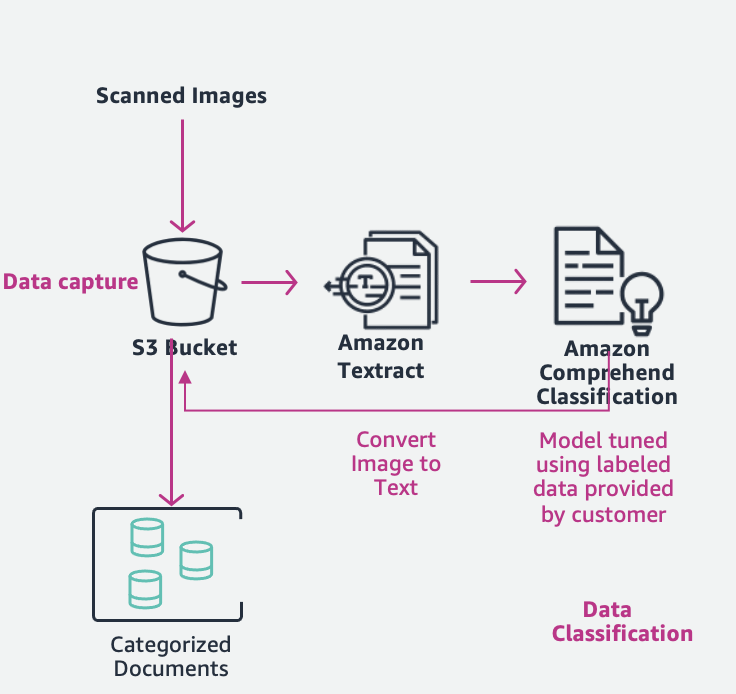 Scanned Images
Data capture
S3 Bucket
Amazon
Textract
Amazon
Comprehend
Classification
Convert
Image to
Text
Model tuned
using labeled
data provided
by customer
Categorized
Documents
Data
Classification